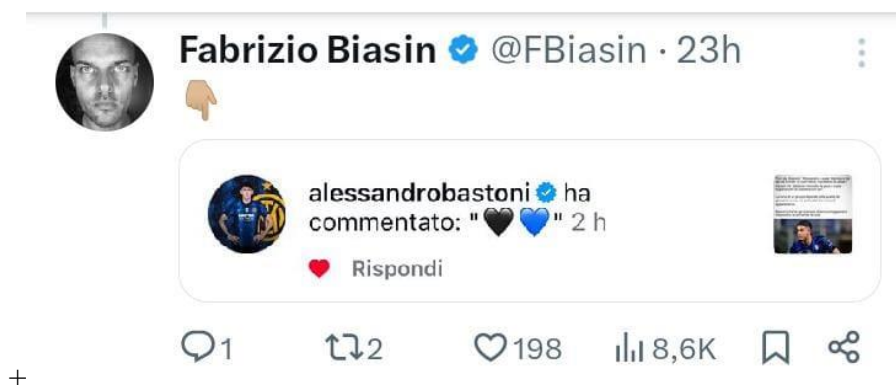 Fabrizio Biasin @FBiasin · 23h
👇🏼
alessandrobastoni ha
commentato: "🖤💙" 2 h
Rispondi
1 2 198 8,6K